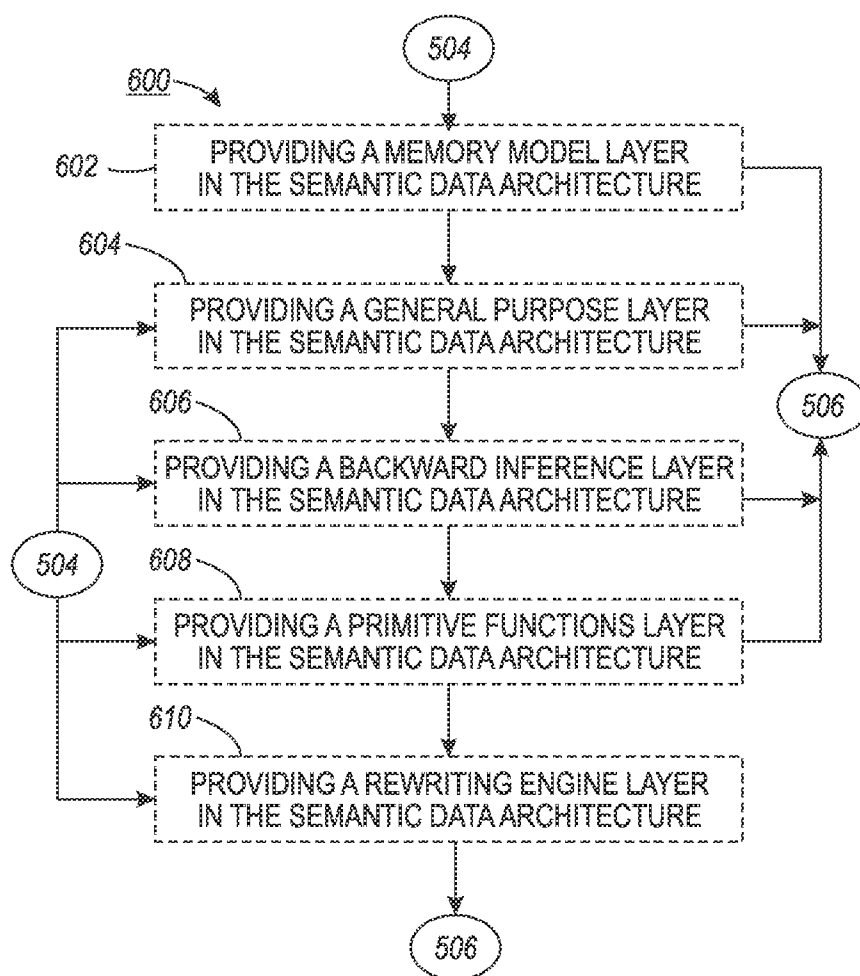 504
600
602
PROVIDING A MEMORY MODEL LAYER
IN THE SEMANTIC DATA ARCHITECTURE
604
PROVIDING A GENERAL PURPOSE LAYER
IN THE SEMANTIC DATA ARCHITECTURE
506
606
PROVIDING A BACKWARD INFERENCE LAYER
IN THE SEMANTIC DATA ARCHITECTURE
504
608
PROVIDING A PRIMITIVE FUNCTIONS LAYER
IN THE SEMANTIC DATA ARCHITECTURE
610
PROVIDING A REWRITING ENGINE LAYER
IN THE SEMANTIC DATA ARCHITECTURE
506